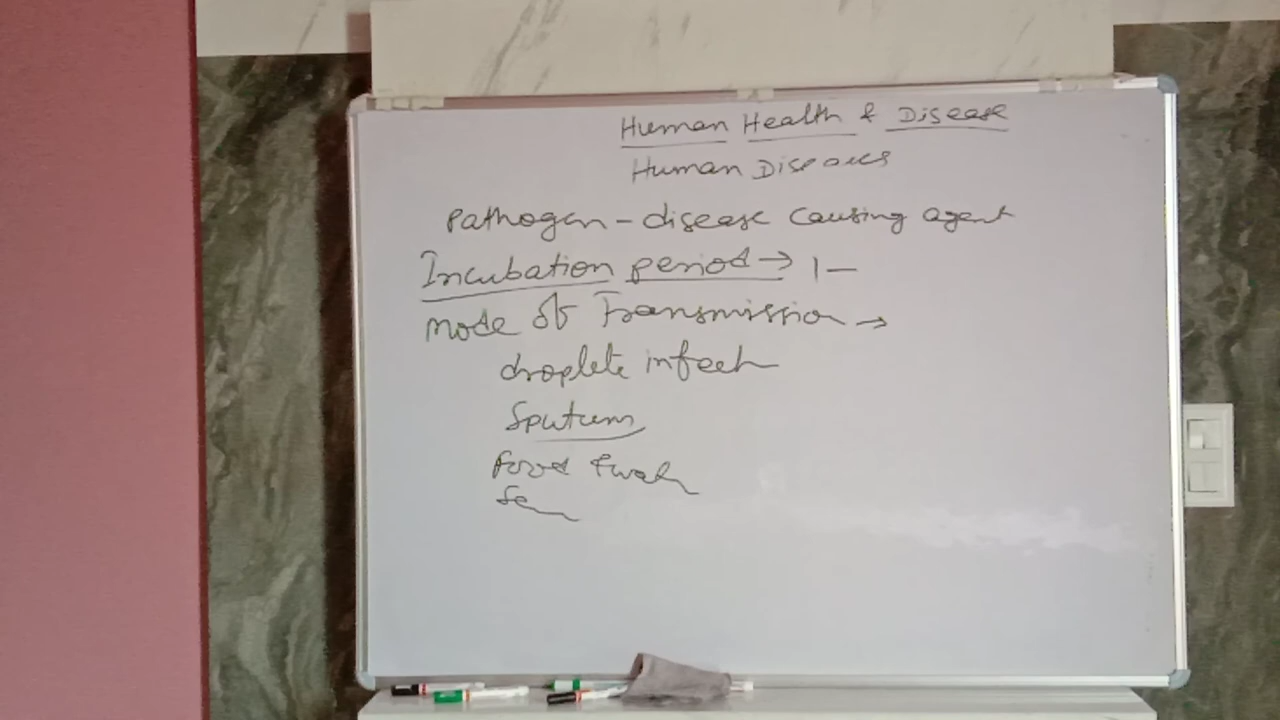 Human Health & Disease
Human Diseases
Pathogen - disease causing agent
Incubation period → 1 -
Mode of Transmission →
droplete infect
Sputum
Food &